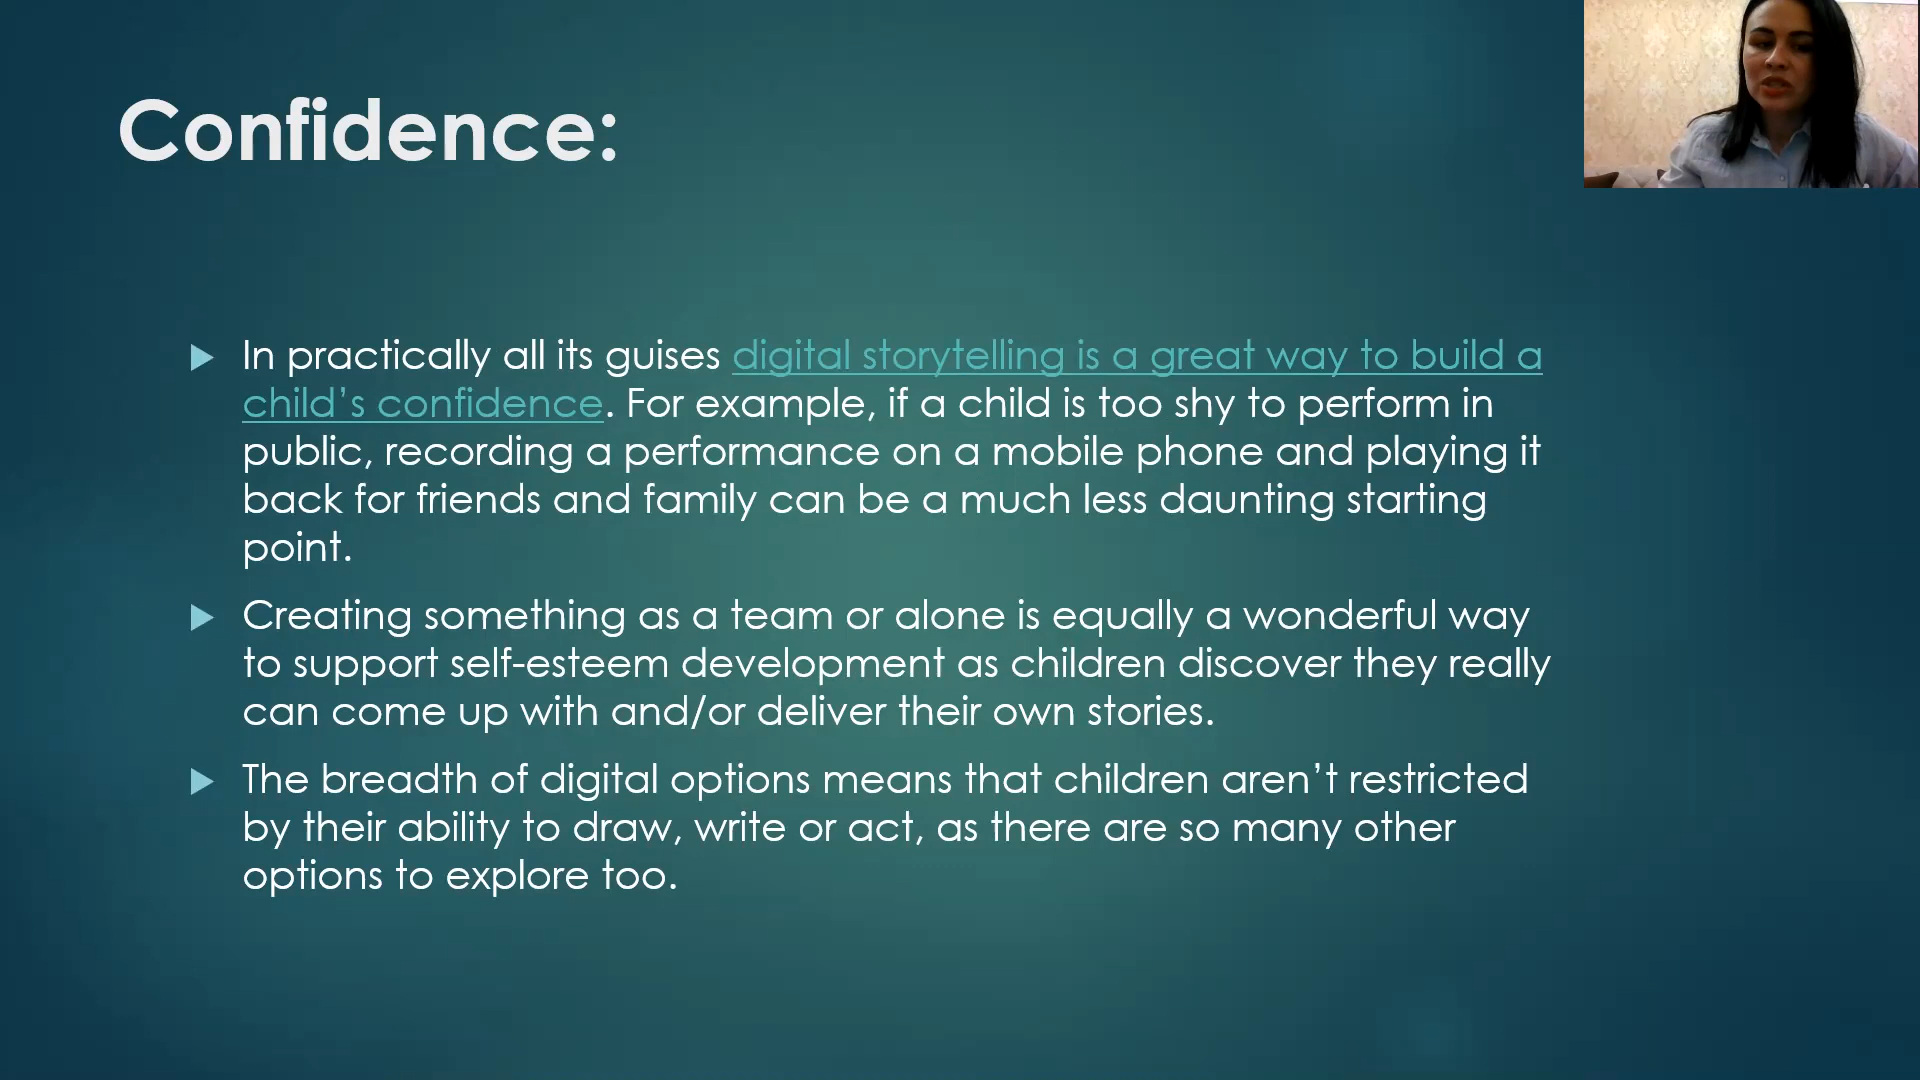 Confidence:
In practically all its guises digital storytelling is a great way to build a
child’s confidence. For example, if a child is too shy to perform in
public, recording a performance on a mobile phone and playing it
back for friends and family can be a much less daunting starting
point.
Creating something as a team or alone is equally a wonderful way
to support self-esteem development as children discover they really
can come up with and/or deliver their own stories.
The breadth of digital options means that children aren’t restricted
by their ability to draw, write or act, as there are so many other
options to explore too.